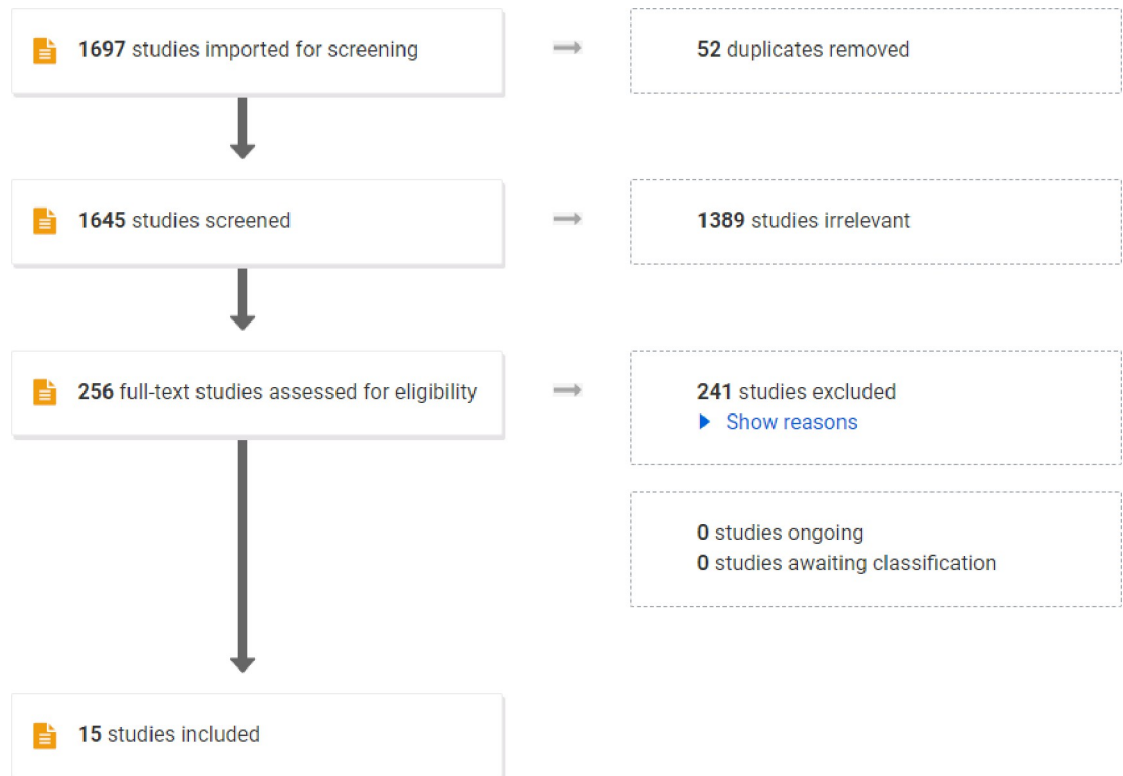 1697 studies imported for screening
52 duplicates removed
1645 studies screened
1389 studies irrelevant
256 full-text studies assessed for eligibility
241 studies excluded
Show reasons
0 studies ongoing
0 studies awaiting classification
15 studies included